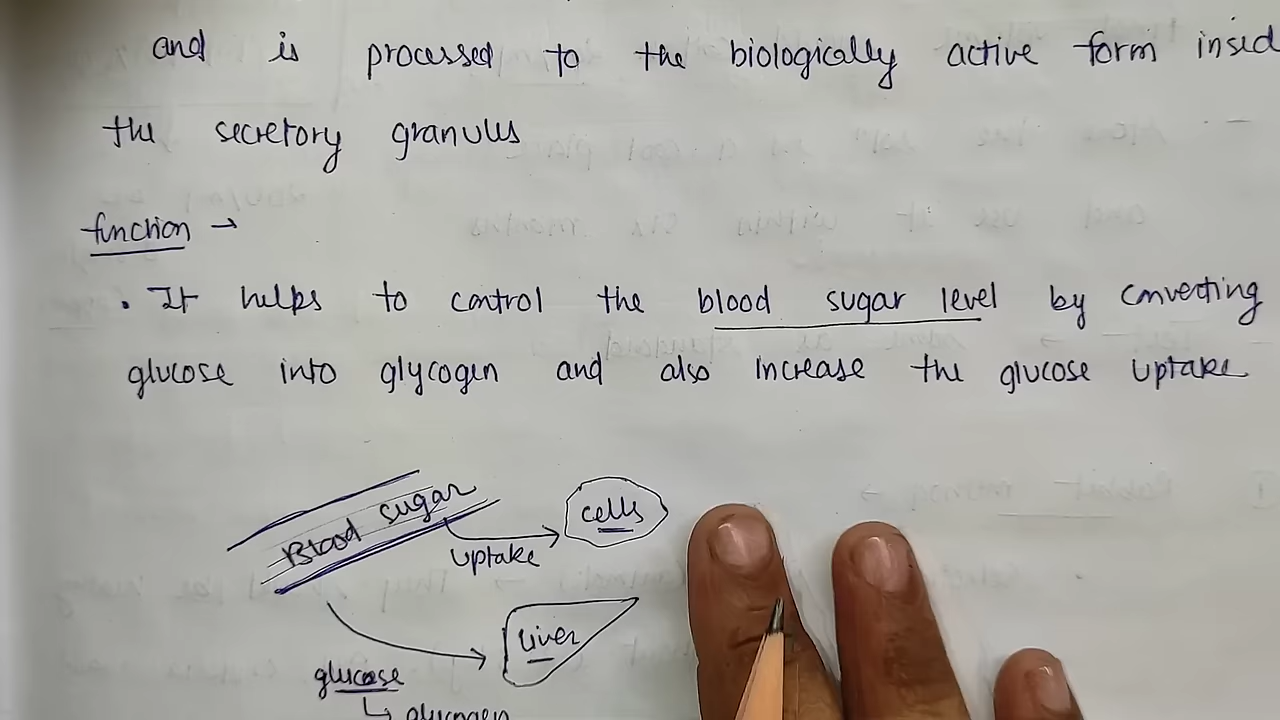 and is processed to the biologically active form insid
the secretory granules
function →
. It helps to control the blood sugar level by converting
glucose into glycogen and also increase the glucose uptake
Blood sugar
cells
uptake
liver
glucose
↳ glycogen